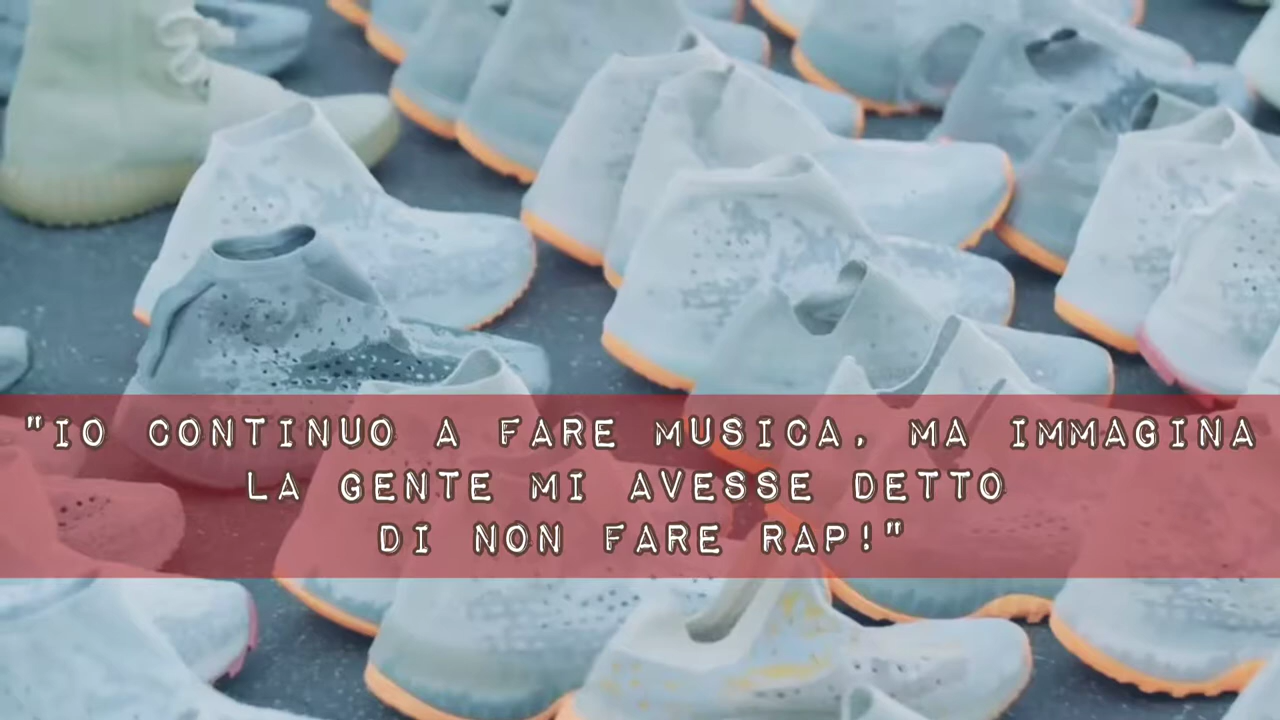 "IO CONTINUO A FARE MUSICA, MA IMMAGINA
LA GENTE MI AVESSE DETTO
DI NON FARE RAP!"